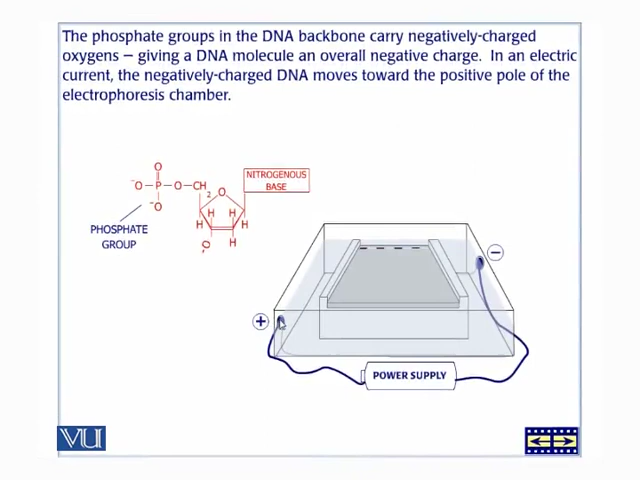 The phosphate groups in the DNA backbone carry negatively-charged
oxygens – giving a DNA molecule an overall negative charge.  In an electric
current, the negatively-charged DNA moves toward the positive pole of the
electrophoresis chamber.
O
⁻O–P–O–CH₂
O
⁻O
NITROGENOUS
BASE
H H
H H
O⁻
H
PHOSPHATE
GROUP
−
+
POWER SUPPLY
VU